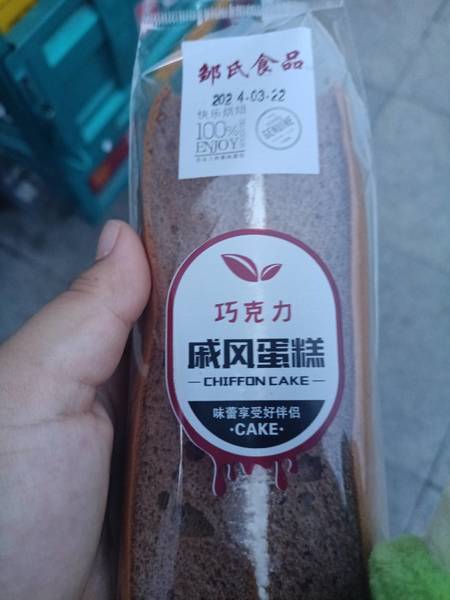 邹氏食品
2024-03-22
快乐烘焙
100%
ENJOY
GENUINE
巧克力
戚风蛋糕
CHIFFON CAKE
味蕾享受好伴侣
·CAKE·